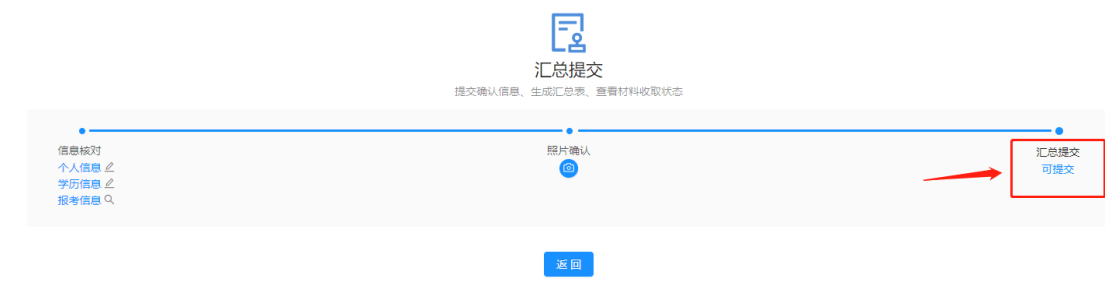 汇总提交
提交确认信息、生成汇总表、查看材料收取状态
信息核对
个人信息
学历信息
报考信息
照片确认
汇总提交
可提交
返回